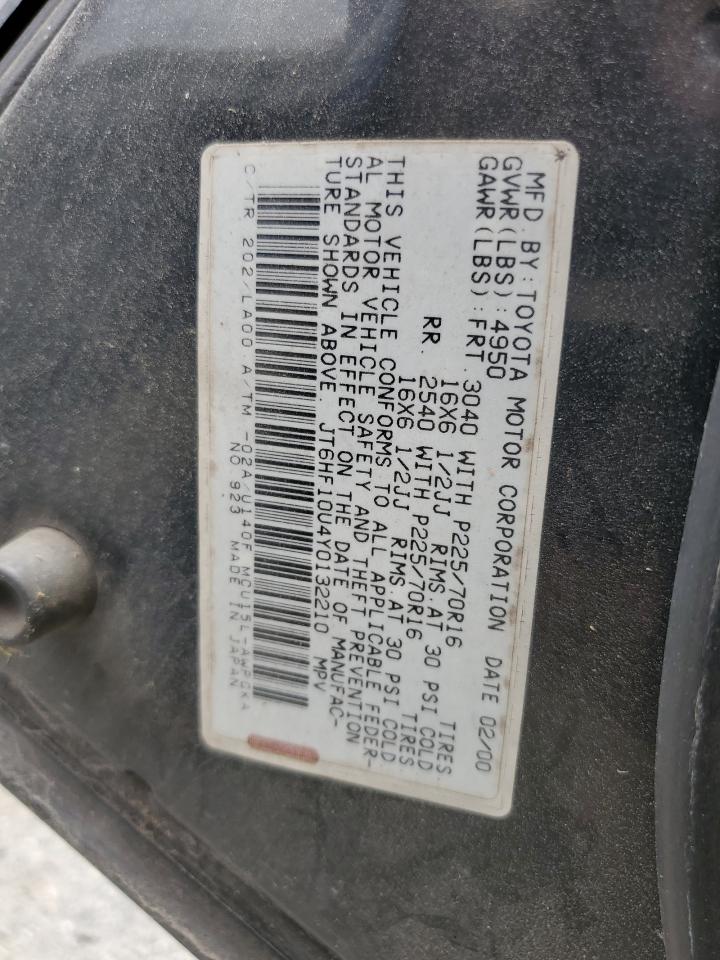 MFD. BY: TOYOTA MOTOR CORPORATION DATE 02/00
GVWR(LBS): 4950
GAWR(LBS): FRT. 3040 WITH P225/70R16 TIRES
16X6 1/2JJ RIMS.AT 30 PSI COLD
RR. 2540 WITH P225/70R16 TIRES
16X6 1/2JJ RIMS.AT 30 PSI COLD
THIS VEHICLE CONFORMS TO ALL APPLICABLE FEDER-
AL MOTOR VEHICLE SAFETY AND THEFT PREVENTION
STANDARDS IN EFFECT ON THE DATE OF MANUFAC-
TURE SHOWN ABOVE. JT6HF10U4Y0132210 MPV
C/TR 202/LA00 A/TM -02A/U140F MCU15L-AWPGKA
NO 923 MADE IN JAPAN